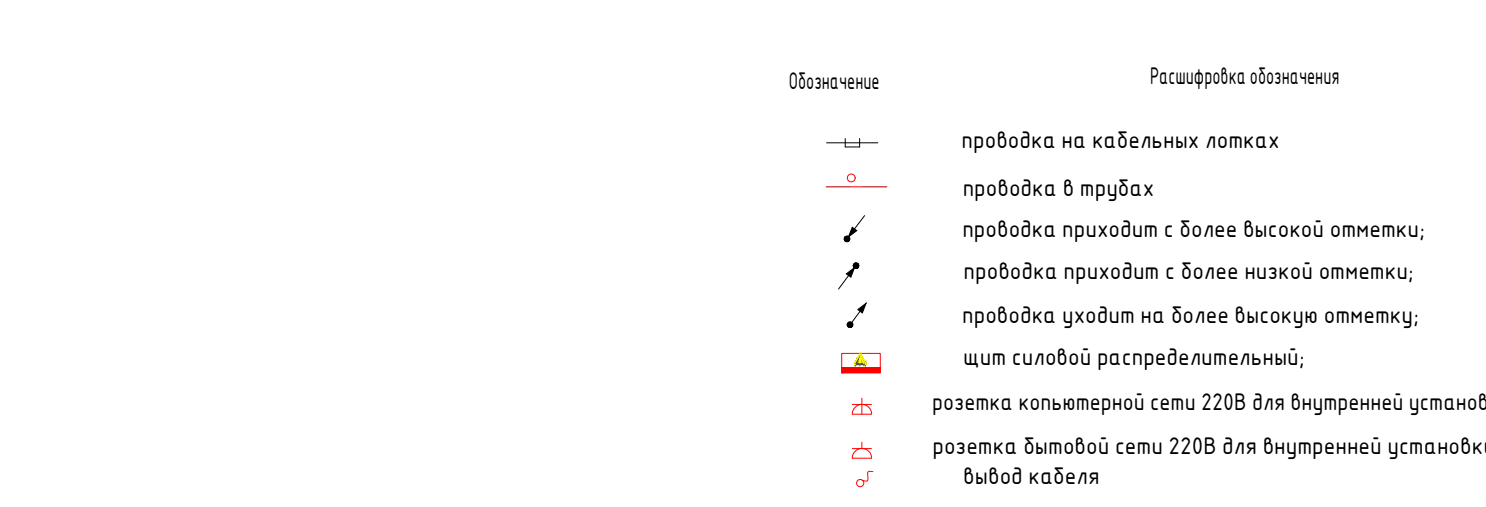 Обозначение Расшифровка обозначения
проводка на кабельных лотках
проводка в трубах
проводка приходит с более высокой отметки;
проводка приходит с более низкой отметки;
проводка уходит на более высокую отметку;
щит силовой распределительный;
розетка копьютерной сети 220В для внутренней установ
розетка бытовой сети 220В для внутренней установк
вывод кабеля